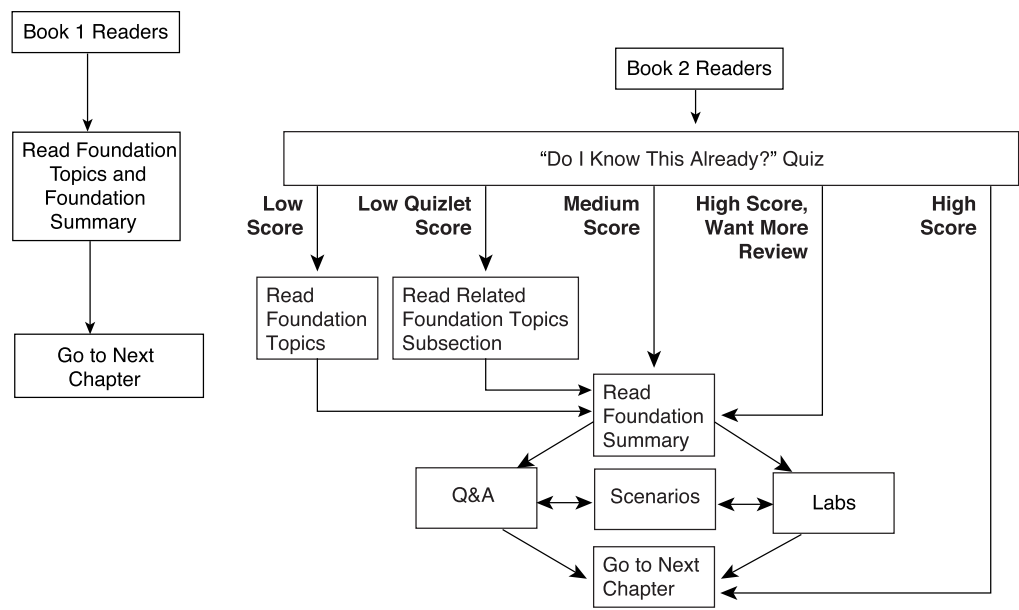 Book 1 Readers
Read Foundation
Topics and
Foundation
Summary
Go to Next
Chapter
Book 2 Readers
“Do I Know This Already?” Quiz
Low
Score
Low Quizlet
Score
Medium
Score
High Score,
Want More
Review
High
Score
Read
Foundation
Topics
Read Related
Foundation Topics
Subsection
Read
Foundation
Summary
Q&A
Scenarios
Labs
Go to Next
Chapter